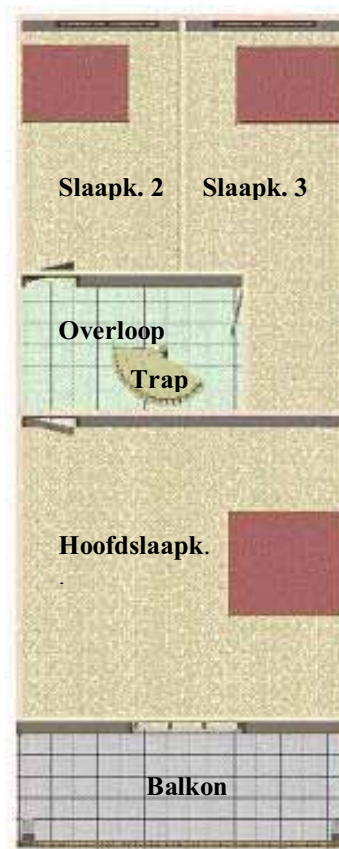 Slaapk. 2 Slaapk. 3
Overloop
Trap
Hoofdslaapk.
.
Balkon